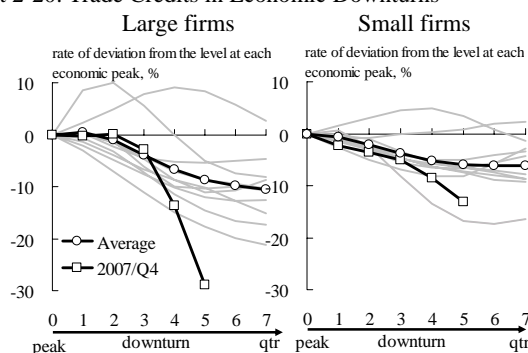 t 2-20: Trade Credits in Economic Downturns
Large firms
Small firms
rate of deviation from the level at each
economic peak, %
rate of deviation from the level at each
economic peak, %
10
0
-10
-20
-30
Average
2007/Q4
0 1 2 3 4 5 6 7
peak downturn qtr
10
0
-10
-20
-30
0 1 2 3 4 5 6 7
peak downturn qtr